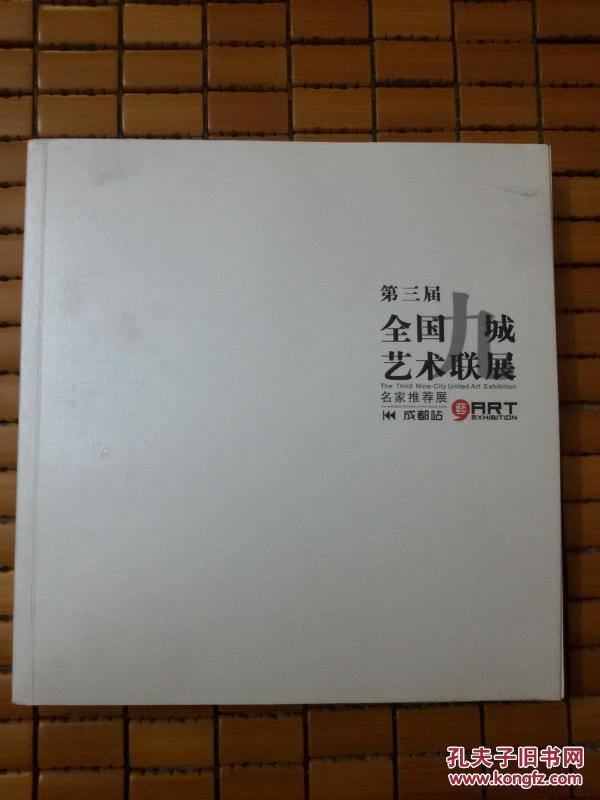 第三届
全国九城
艺术联展
The Third Nine-City United Art Exhibition
名家推荐展
成都站
ART
EXHIBITION
孔夫子旧书网
www.kongfz.com